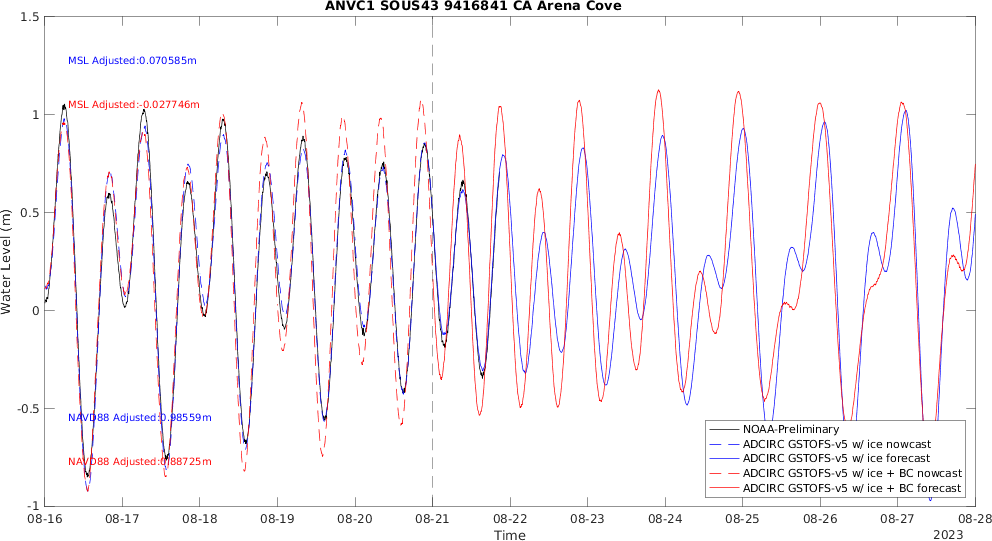 ANVC1 SOUS43 9416841 CA Arena Cove
1.5
1
0.5
0
-0.5
-1
Water Level (m)
MSL Adjusted:0.070585m
MSL Adjusted:-0.027746m
NAVD88 Adjusted:0.98559m
NAVD88 Adjusted:0.88725m
NOAA-Preliminary
ADCIRC GSTOFS-v5 w/ ice nowcast
ADCIRC GSTOFS-v5 w/ ice forecast
ADCIRC GSTOFS-v5 w/ ice + BC nowcast
ADCIRC GSTOFS-v5 w/ ice + BC forecast
08-16 08-17 08-18 08-19 08-20 08-21 08-22 08-23 08-24 08-25 08-26 08-27 08-28
Time
2023